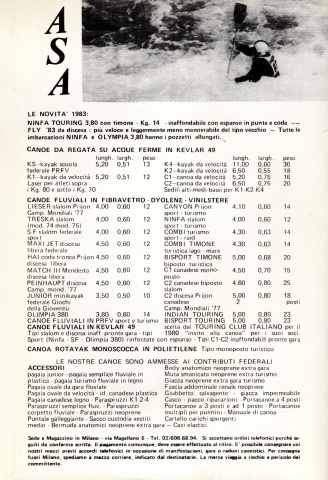 ASA
LE NOVITA' 1983:
NINFA TOURING 3,80 con timone - Kg. 14 - inaffondabile con espanso in punta e coda --
FLY '83 da discesa : più veloce e leggermente meno manovrabile del tipo vecchio — Tutte le
imbarcazioni NINFA e OLYMPIA 3,80 hanno i pozzetti allungati.
CANOE DA REGATA SU ACQUE FERME IN KEVLAR 49
lungh. largh. peso lungh. largh. peso
KS-kayak scuola 5,20 0,51 13 K4-kayak da velocità 11,00 0,60 30
federale PRFV K2-kayak da velocità 6,50 0,55 18
K1-kayak da velocità 5,20 0,51 12 C1-canoa da velocità 5,20 0,75 16
Laser per atleti sopra C2-canoa da velocità 6,50 0,75 20
i Kg. 80 e sotto i Kg. 70 Sedili alti-medi-bassi per K1-K2-K4
CANOE FLUVIALI IN FIBRAVETRO-DYOLENE-VINILSTERE
LIESER-slalom Prijon 4,00 0,60 12 CANYON Prijon 4,10 0,60 14
Camp. Mondiali '77 sport - turismo
TRESKA slalom 4,00 0,60 12 NINFA slalom 4,00 0,60 12
(mod. 74 mod. 75) sport - turismo
S F slalom federale 4,00 0,60 12 COMBI TURISMO 4,30 0,63 14
sport sport - raid
MAXI JET discesa 4,50 0,60 12 COMBI TIMONE 4,30 0,63 14
libera federale turistica lago - mare
HAI coda tronca Prijon 4,50 0,60 12 BISPORT TIMONE 5,00 0,68 20
discesa libera biposto turistica
MATCH III Mendesta 4,50 0,60 12 C1 canadese mono- 4,50 0,70 15
discesa libera posto
PEINHAUPT discesa 4,50 0,60 12 C2 canadese biposto 4,60 0,80 25
Camp. mond. '77 slalom
JUNIOR minikayak 3,50 0,50 10 C2 discesa Prijon 5,00 0,80 18
federale Giochi canadese 2 posti
della Gioventù Camp. Mondiali '77
OLIMPIA 380 3,80 0,60 14 INDIAN TOURING 5,00 0,80 23
CANOE FLUVIALI IN PRFV sport e turismo BISPORT TOURING 5,00 0,80 23
CANOE FLUVIALI IN KEVLAR 49 scelta dal TOURING CLUB ITALIANO per il
Tipi slalom e discesa inaff. pronte gara - tipi 1980 "invito alla canoa" per i suoi soci.
sport (Ninfa - SF - Olimpia 380) rinforzate con espanso - Tipi C1-C2 inaffondabili pronte gara
CANOA ROTAYAK MONOSCOCCA IN POLIETILENE Tipo monoposto turistico
LE NOSTRE CANOE SONO AMMESSE AI CONTRIBUTI FEDERALI
ACCESSORI Body anatomico neoprene extra gara
pagaia junior - pagaia semplice fluviale in Muta smanicata neoprene extra turismo
plastica - pagaia turismo fluviale in legno Giacca neoprene extra gara turismo
Pagaia ovale da gara fluviale Fascia addominale renale neoprene
Pagaia ovale da velocità - id. canadese plastica Giubbetto salvagente - giacca impermeabile
Pagaia canadese legno - Paraspruzzi K1-2-4 Casco - pozzo riparazioni - Portacanoe a 4 posti
Paraspruzzi semplice fluv. - Paraspruzzi Portacanoe a 3 posti e ad 1 posto - Portacanoe
corpetto fluviale - Paraspruzzi neoprene multipli per pulmini - Manuale di canoa
Puntale galleggiante - Sacco custodia vestiti Cartello carichi sporgenti
medio - Bermuda anatomici neoprene extra gara — Cavi elastici.
Sede e Magazzino in Milano - via Magellano 6 - Tel. 02/608.68.94. Si accettano ordini telefonici purché seguiti
da conferma scritta. Il pagamento comunque, deve essere effettuato al ritiro. E' possibile consegnare coi
nostri mezzi previ accordi telefonici in occasione di manifestazioni, gare o raduni canoistici. Per consegne
fuori Milano, spediamo a mezzo corriere, indicato dal destinatario. La merce viaggia a rischio e pericolo del
committente.